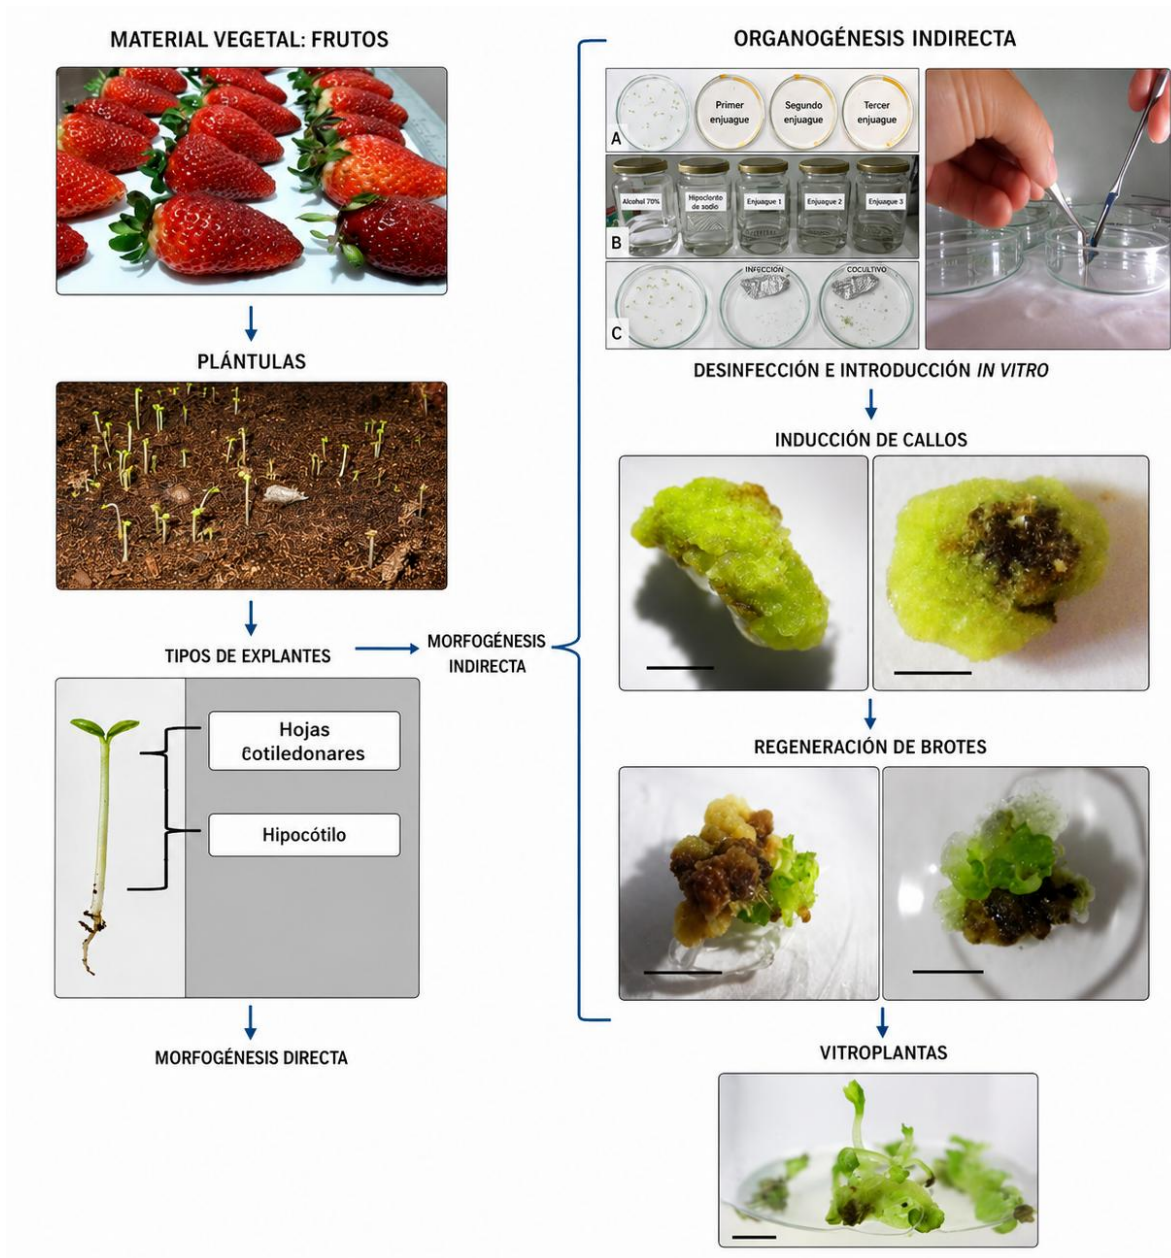 MATERIAL VEGETAL: FRUTOS
PLÁNTULAS
TIPOS DE EXPLANTES
Hojas
Cotiledonares
Hipocótilo
MORFOGÉNESIS DIRECTA
MORFOGÉNESIS
INDIRECTA
ORGANOGÉNESIS INDIRECTA
A
Primer
enjuague
Segundo
enjuague
Tercer
enjuague
B
Alcohol 70%
Hipoclorito
de sodio
Enjuague 1
Enjuague 2
Enjuague 3
C
INFECCIÓN
COCULTIVO
DESINFECCIÓN E INTRODUCCIÓN IN VITRO
INDUCCIÓN DE CALLOS
REGENERACIÓN DE BROTES
VITROPLANTAS